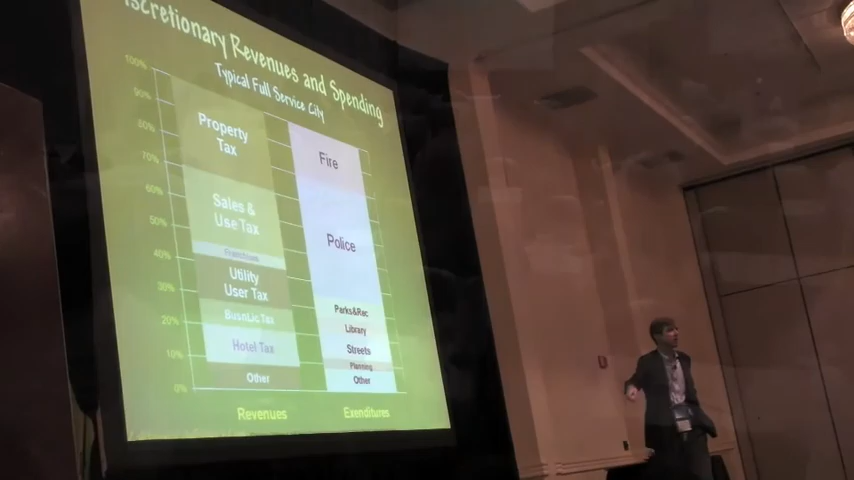 iscretionary Revenues and Spending
Typical Full Service City
100%
90%
80%
70%
60%
50%
40%
30%
20%
10%
0%
Property
Tax
Sales &
Use Tax
Franchises
Utility
User Tax
BusnLic Tax
Hotel Tax
Other
Fire
Police
Parks&Rec
Library
Streets
Planning
Other
Revenues
Exenditures